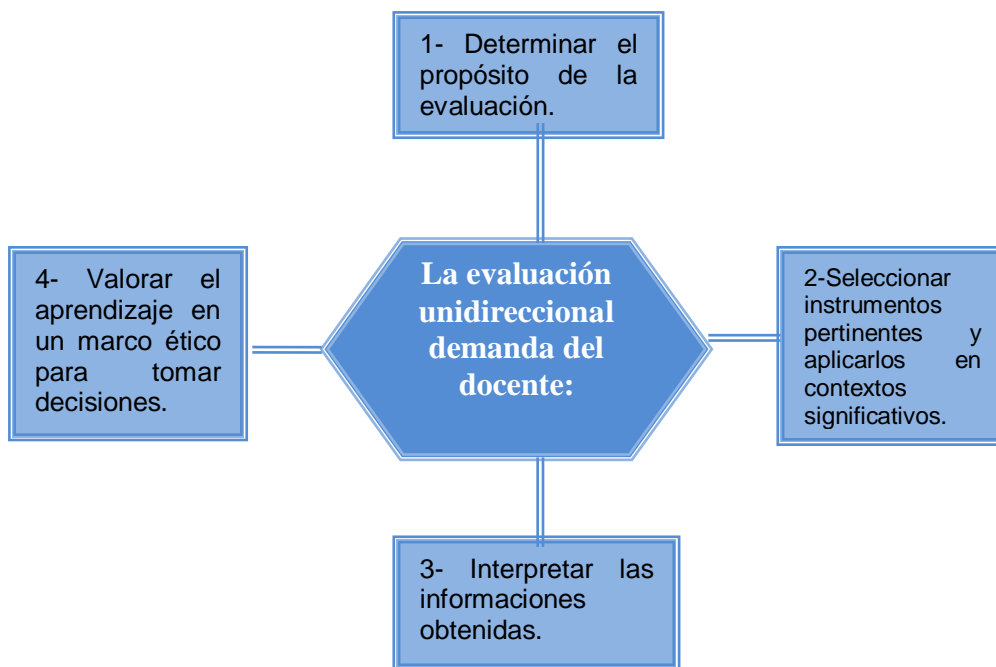 1- Determinar el
propósito de la
evaluación.
4- Valorar el
aprendizaje en
un marco ético
para tomar
decisiones.
La evaluación
unidireccional
demanda del
docente:
2-Seleccionar
instrumentos
pertinentes y
aplicarlos en
contextos
significativos.
3- Interpretar las
informaciones
obtenidas.